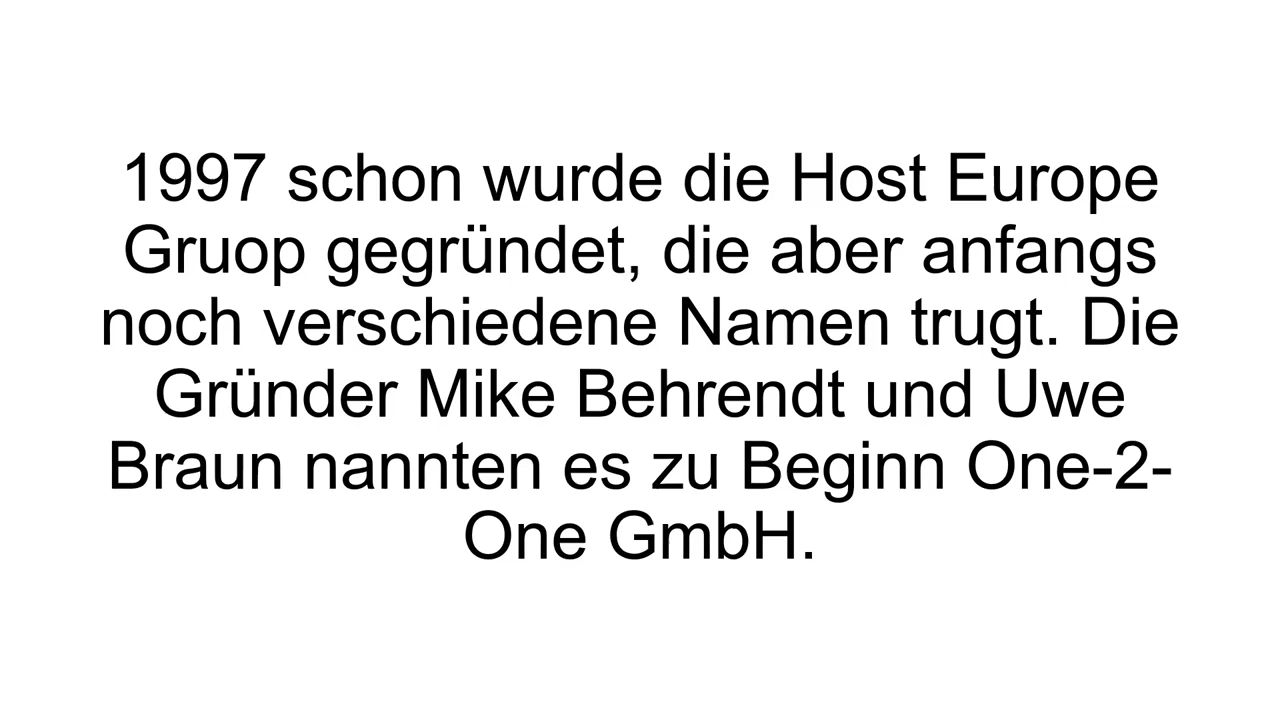 1997 schon wurde die Host Europe
Gruop gegründet, die aber anfangs
noch verschiedene Namen trugt. Die
Gründer Mike Behrendt und Uwe
Braun nannten es zu Beginn One-2-
One GmbH.